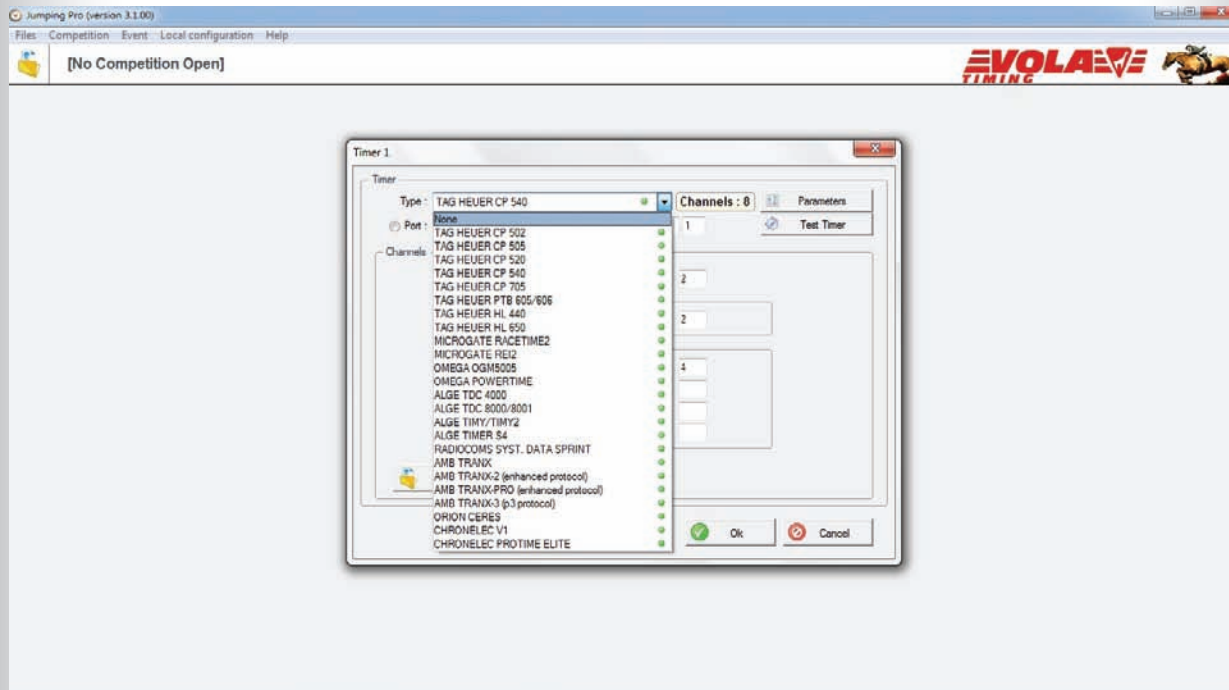 Jumping Pro (version 3.1.00)
Files Competition Event Local configuration Help
[No Competition Open]
VOLA
TIMING
Timer 1
Timer
Type : TAG HEUER CP 540 Channels : 8 Parameters
Port : 1 Test Timer
None
TAG HEUER CP 502
TAG HEUER CP 505
Channels
TAG HEUER CP 520
TAG HEUER CP 540 2
TAG HEUER CP 705
TAG HEUER PTB 605/606
TAG HEUER HL 440 2
TAG HEUER HL 650
MICROGATE RACETIME2
MICROGATE REI2
OMEGA OGM5005 4
OMEGA POWERTIME
ALGE TDC 4000
ALGE TDC 8000/8001
ALGE TIMY/TIMY2
ALGE TIMER S4
RADIOCOMS SYST. DATA SPRINT
AMB TRANX
AMB TRANX-2 (enhanced protocol)
AMB TRANX-PRO (enhanced protocol)
AMB TRANX-3 (p3 protocol)
ORION CERES
CHRONELEC V1
CHRONELEC PROTIME ELITE
Ok Cancel